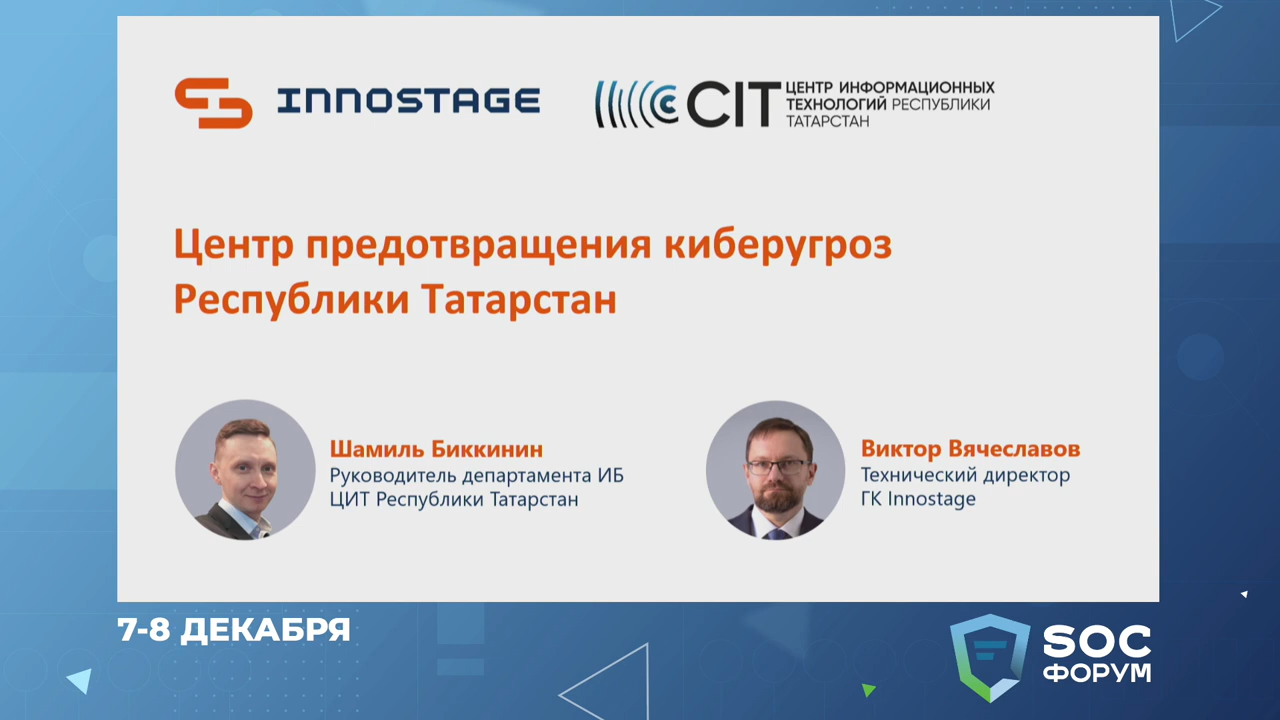 INNOSTAGE
CIT
ЦЕНТР ИНФОРМАЦИОННЫХ
ТЕХНОЛОГИЙ РЕСПУБЛИКИ
ТАТАРСТАН
Центр предотвращения киберугроз
Республики Татарстан
Шамиль Биккинин
Руководитель департамента ИБ
ЦИТ Республики Татарстан
Виктор Вячеславов
Технический директор
ГК Innostage
7-8 ДЕКАБРЯ
SOC
ФОРУМ